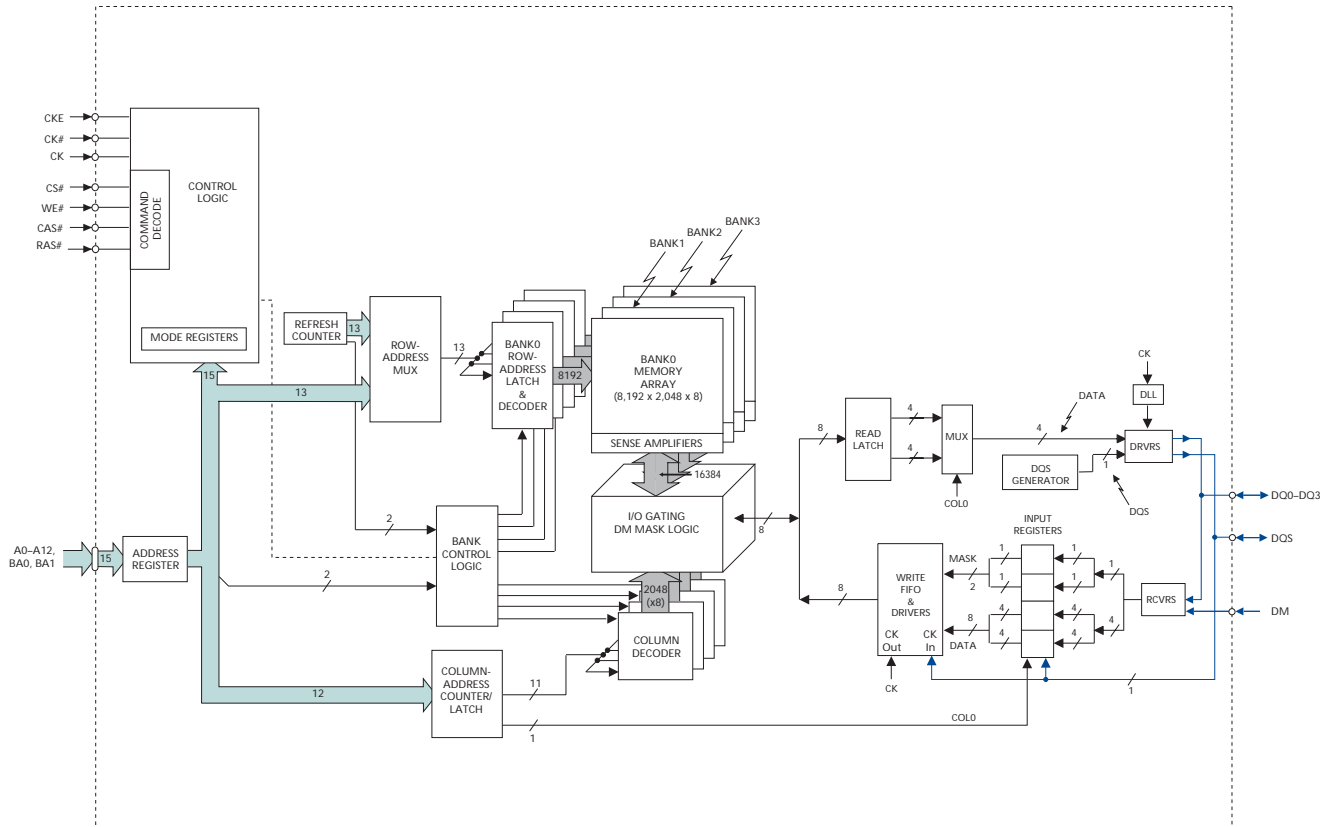 CKE
CK#
CK
CS#
WE#
CAS#
RAS#
COMMAND
DECODE
CONTROL
LOGIC
MODE REGISTERS
15
REFRESH
COUNTER
13
13
ROW-
ADDRESS
MUX
13
BANK0
ROW-
ADDRESS
LATCH
&
DECODER
8192
BANK1
BANK2
BANK3
BANK0
MEMORY
ARRAY
(8,192 x 2,048 x 8)
SENSE AMPLIFIERS
16384
I/O GATING
DM MASK LOGIC
8
2
2
BANK
CONTROL
LOGIC
A0–A12,
BA0, BA1
15
ADDRESS
REGISTER
2048
(x8)
COLUMN
DECODER
12
COLUMN-
ADDRESS
COUNTER/
LATCH
11
1
COL0
8
READ
LATCH
4
4
MUX
COL0
4
DATA
CK
DLL
DRVRS
DQS
GENERATOR
1
DQS
DQ0–DQ3
DQS
DM
INPUT
REGISTERS
8
WRITE
FIFO
&
DRIVERS
CK
Out
CK
In
CK
MASK
2
8
DATA
1
1
4
4
1
1
4
4
1
4
RCVRS
1